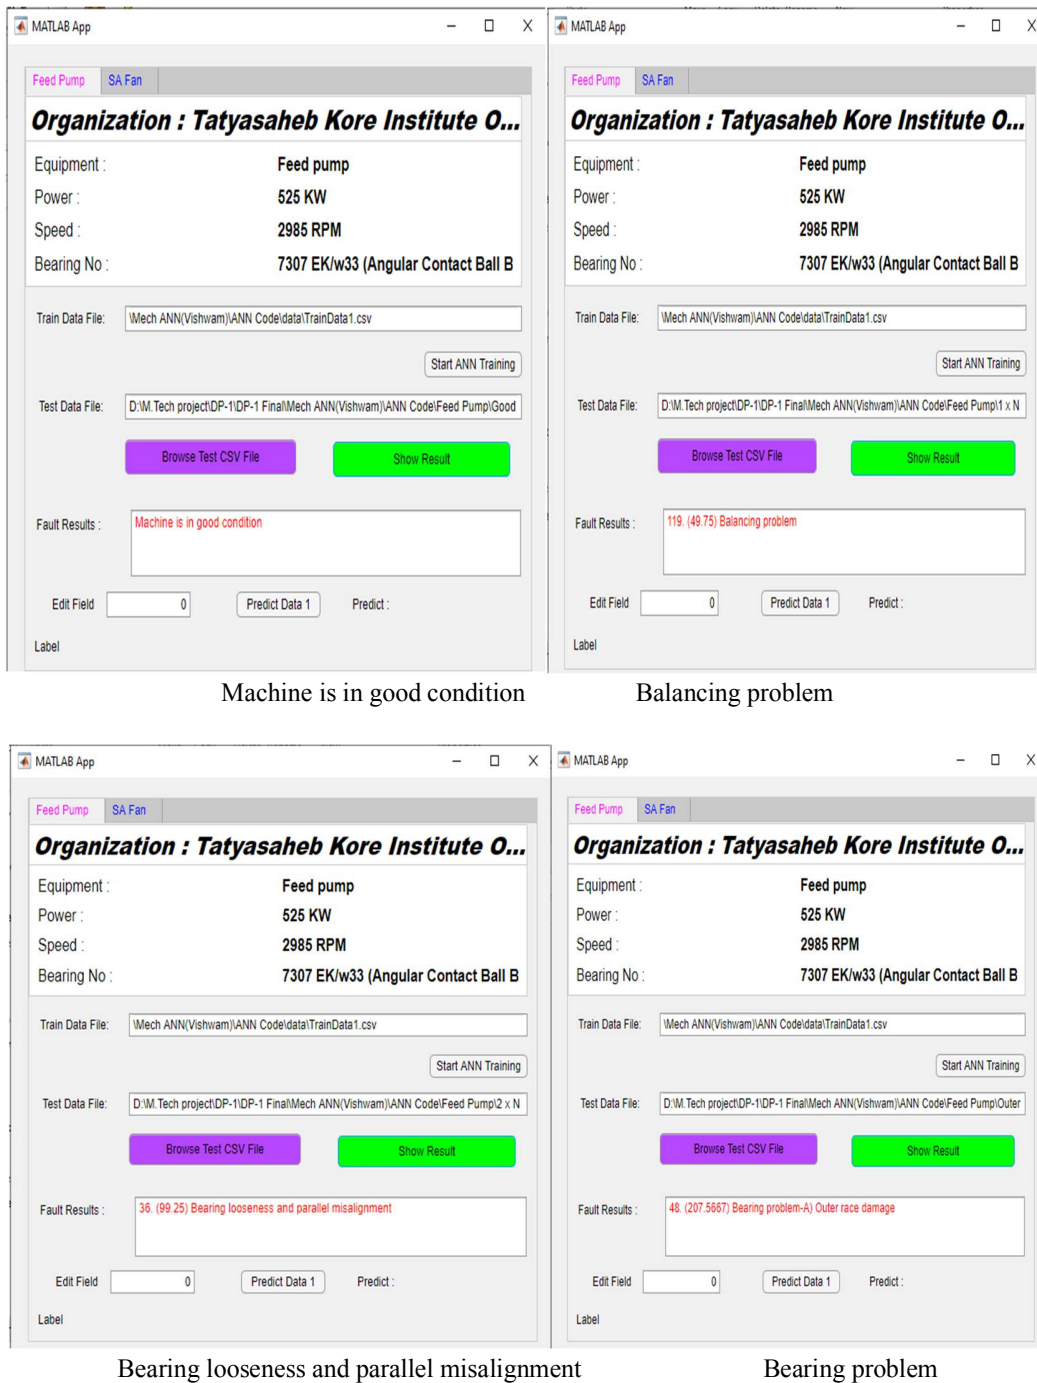 MATLAB App
Feed Pump SA Fan
Organization : Tatyasaheb Kore Institute O...
Equipment : Feed pump
Power : 525 KW
Speed : 2985 RPM
Bearing No : 7307 EK/w33 (Angular Contact Ball B
Train Data File: \Mech ANN(Vishwam)\ANN Code\data\TrainData1.csv
Start ANN Training
Test Data File: D:\M.Tech project\DP-1\DP-1 Final\Mech ANN(Vishwam)\ANN Code\Feed Pump\Good
Browse Test CSV File Show Result
Fault Results : Machine is in good condition
Edit Field 0 Predict Data 1 Predict :
Label
MATLAB App
Feed Pump SA Fan
Organization : Tatyasaheb Kore Institute O...
Equipment : Feed pump
Power : 525 KW
Speed : 2985 RPM
Bearing No : 7307 EK/w33 (Angular Contact Ball B
Train Data File: \Mech ANN(Vishwam)\ANN Code\data\TrainData1.csv
Start ANN Training
Test Data File: D:\M.Tech project\DP-1\DP-1 Final\Mech ANN(Vishwam)\ANN Code\Feed Pump\1 x N
Browse Test CSV File Show Result
Fault Results : 119. (49.75) Balancing problem
Edit Field 0 Predict Data 1 Predict :
Label
Machine is in good condition Balancing problem
MATLAB App
Feed Pump SA Fan
Organization : Tatyasaheb Kore Institute O...
Equipment : Feed pump
Power : 525 KW
Speed : 2985 RPM
Bearing No : 7307 EK/w33 (Angular Contact Ball B
Train Data File: \Mech ANN(Vishwam)\ANN Code\data\TrainData1.csv
Start ANN Training
Test Data File: D:\M.Tech project\DP-1\DP-1 Final\Mech ANN(Vishwam)\ANN Code\Feed Pump\2 x N
Browse Test CSV File Show Result
Fault Results : 36. (99.25) Bearing looseness and parallel misalignment
Edit Field 0 Predict Data 1 Predict :
Label
MATLAB App
Feed Pump SA Fan
Organization : Tatyasaheb Kore Institute O...
Equipment : Feed pump
Power : 525 KW
Speed : 2985 RPM
Bearing No : 7307 EK/w33 (Angular Contact Ball B
Train Data File: \Mech ANN(Vishwam)\ANN Code\data\TrainData1.csv
Start ANN Training
Test Data File: D:\M.Tech project\DP-1\DP-1 Final\Mech ANN(Vishwam)\ANN Code\Feed Pump\Outer
Browse Test CSV File Show Result
Fault Results : 48. (207.5667) Bearing problem-A) Outer race damage
Edit Field 0 Predict Data 1 Predict :
Label
Bearing looseness and parallel misalignment Bearing problem